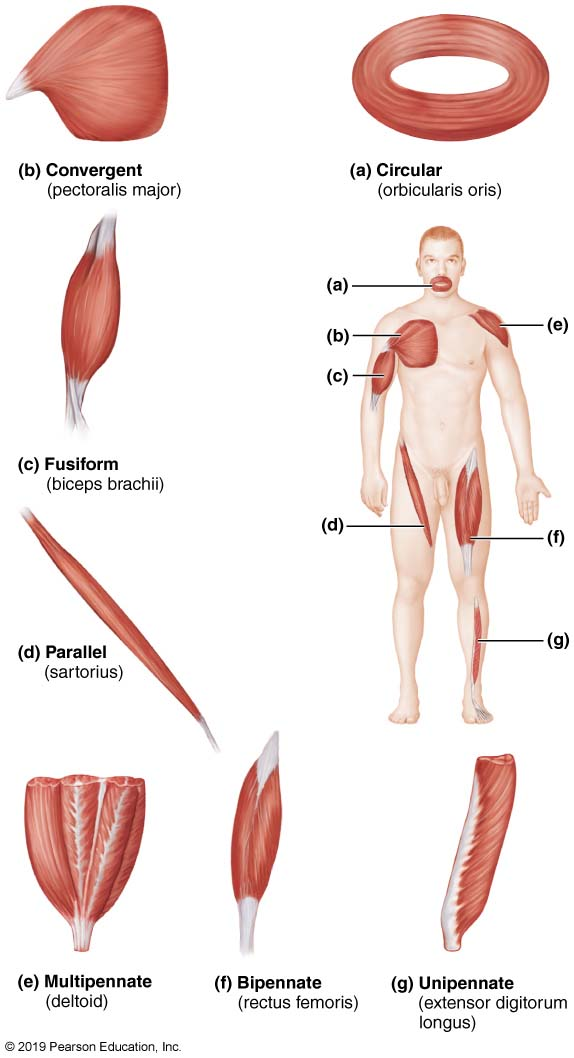 (b) Convergent
(pectoralis major)
(a) Circular
(orbicularis oris)
(c) Fusiform
(biceps brachii)
(a)
(b)
(c)
(e)
(d)
(f)
(g)
(d) Parallel
(sartorius)
(e) Multipennate
(deltoid)
(f) Bipennate
(rectus femoris)
(g) Unipennate
(extensor digitorum
longus)
© 2019 Pearson Education, Inc.